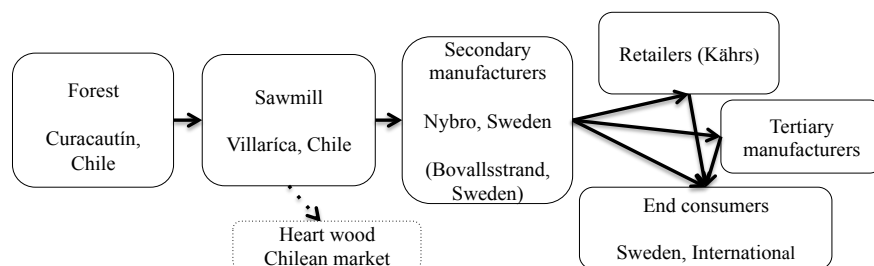 Forest
Curacautín,
Chile
Sawmill
Villaríca, Chile
Heart wood
Chilean market
Secondary
manufacturers
Nybro, Sweden
(Bovallsstrand,
Sweden)
Retailers (Kährs)
Tertiary
manufacturers
End consumers
Sweden, International